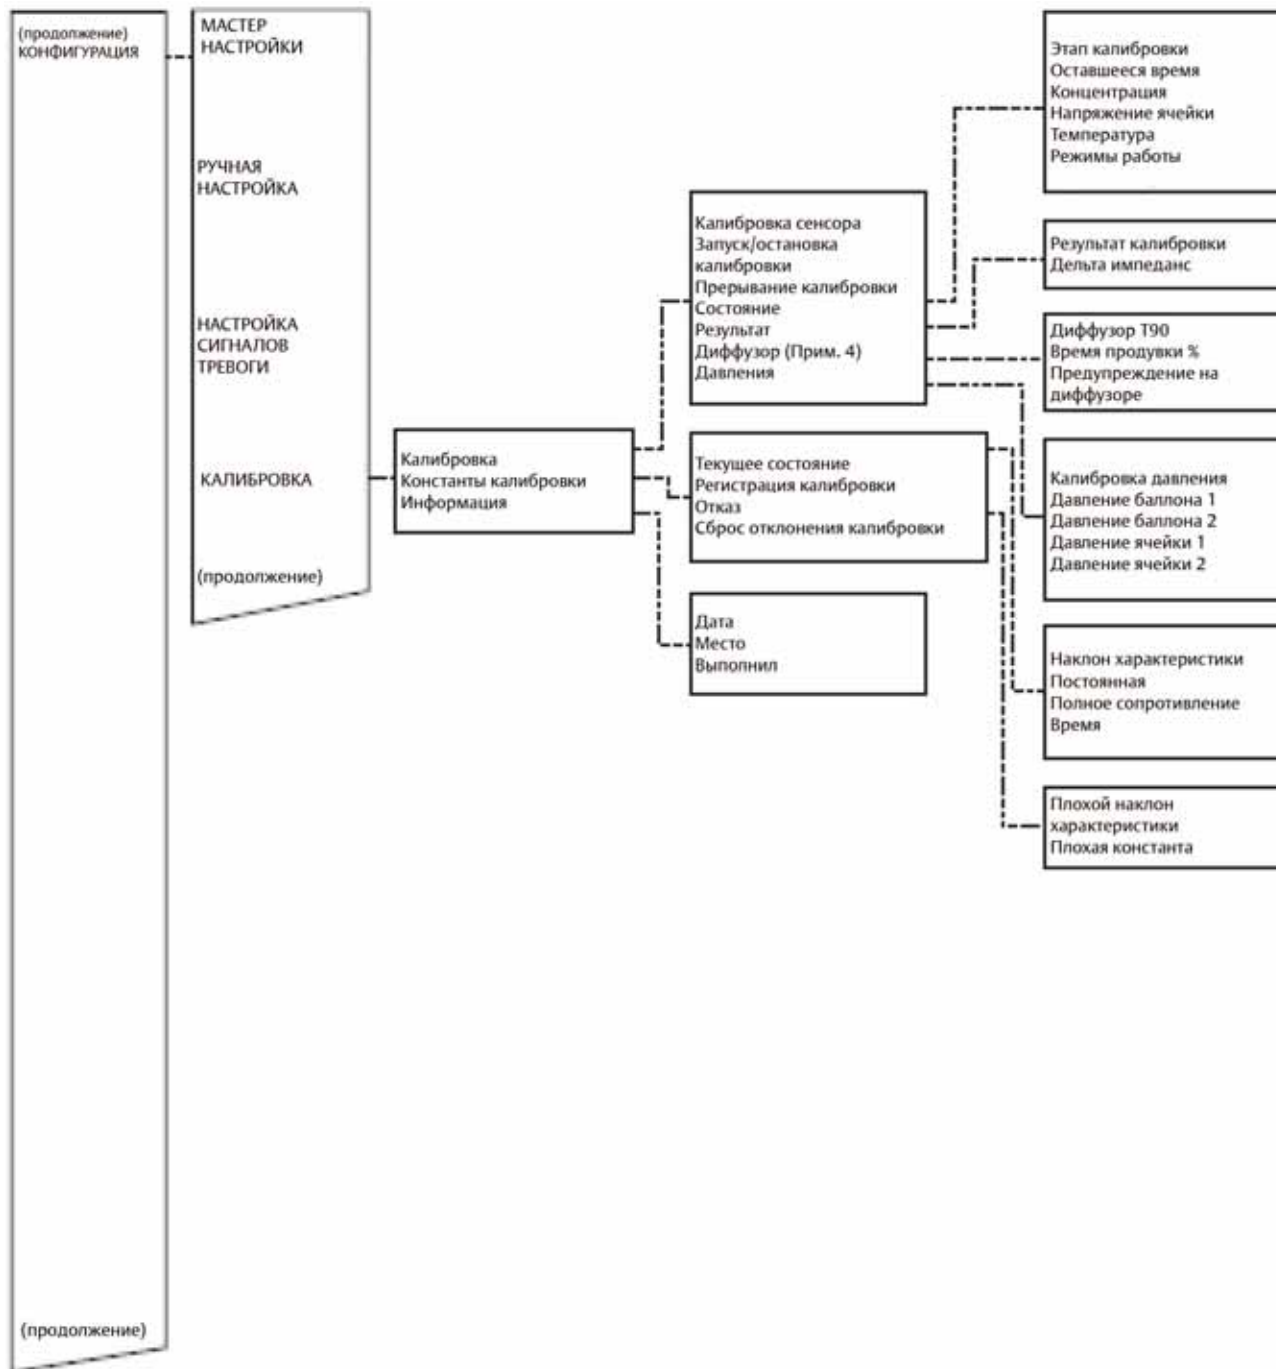 (продолжение)
КОНФИГУРАЦИЯ
(продолжение)
МАСТЕР
НАСТРОЙКИ
РУЧНАЯ
НАСТРОЙКА
НАСТРОЙКА
СИГНАЛОВ
ТРЕВОГИ
КАЛИБРОВКА
(продолжение)
Калибровка
Константы калибровки
Информация
Калибровка сенсора
Запуск/остановка
калибровки
Прерывание калибровки
Состояние
Результат
Диффузор (Прим. 4)
Давления
Текущее состояние
Регистрация калибровки
Отказ
Сброс отклонения калибровки
Дата
Место
Выполнил
Этап калибровки
Оставшееся время
Концентрация
Напряжение ячейки
Температура
Режимы работы
Результат калибровки
Дельта импеданс
Диффузор T90
Время продувки %
Предупреждение на
диффузоре
Калибровка давления
Давление баллона 1
Давление баллона 2
Давление ячейки 1
Давление ячейки 2
Наклон характеристики
Постоянная
Полное сопротивление
Время
Плохой наклон
характеристики
Плохая константа